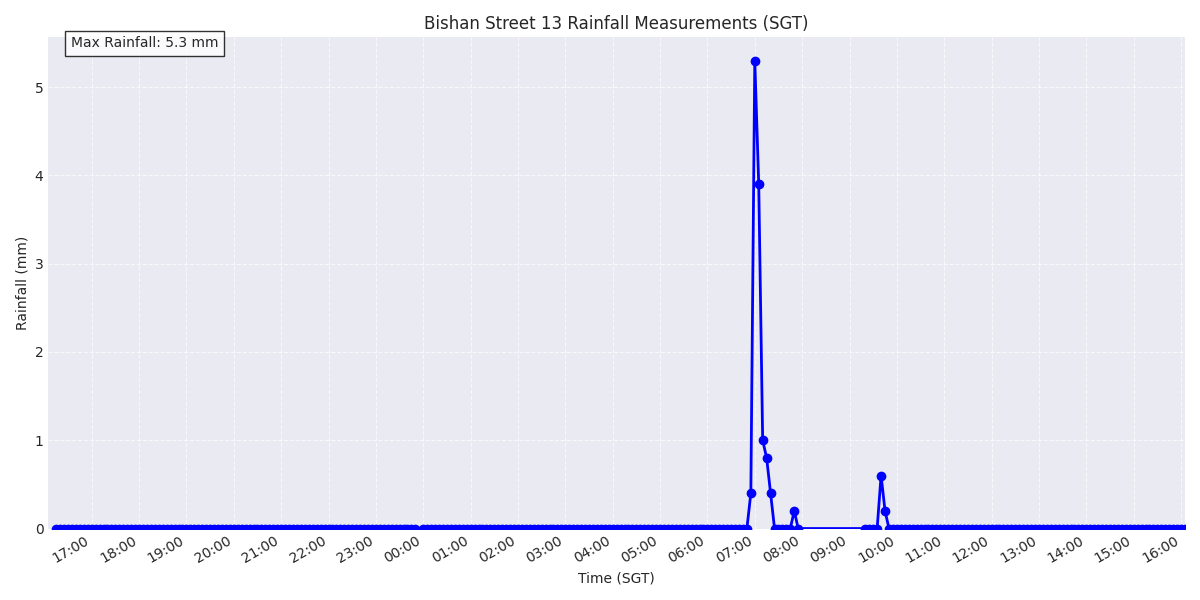 Bishan Street 13 Rainfall Measurements (SGT)
Max Rainfall: 5.3 mm
5
4
3
2
1
0
Rainfall (mm)
17:00 18:00 19:00 20:00 21:00 22:00 23:00 00:00 01:00 02:00 03:00 04:00 05:00 06:00 07:00 08:00 09:00 10:00 11:00 12:00 13:00 14:00 15:00 16:00
Time (SGT)